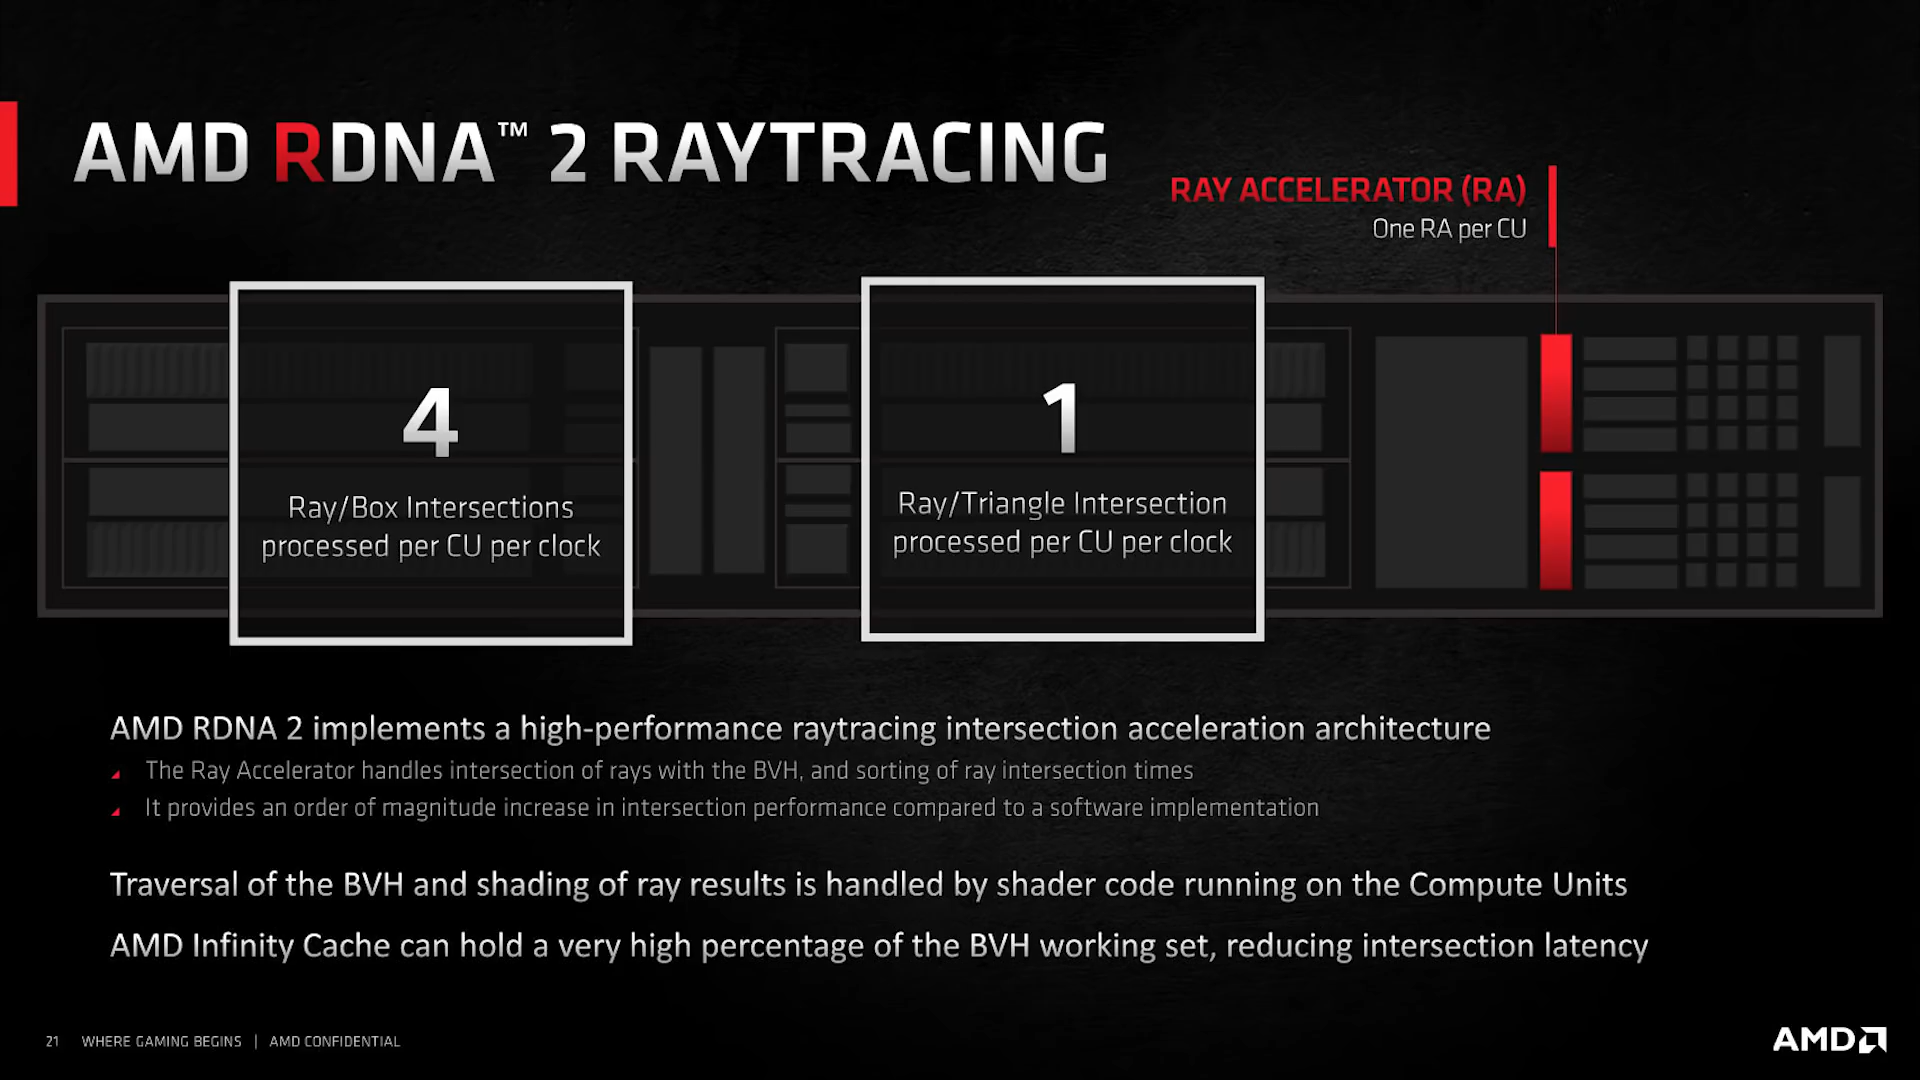 AMD RDNA™ 2 RAYTRACING
RAY ACCELERATOR (RA)
One RA per CU
4
Ray/Box Intersections
processed per CU per clock
1
Ray/Triangle Intersection
processed per CU per clock
AMD RDNA 2 implements a high-performance raytracing intersection acceleration architecture
The Ray Accelerator handles intersection of rays with the BVH, and sorting of ray intersection times
It provides an order of magnitude increase in intersection performance compared to a software implementation
Traversal of the BVH and shading of ray results is handled by shader code running on the Compute Units
AMD Infinity Cache can hold a very high percentage of the BVH working set, reducing intersection latency
21 WHERE GAMING BEGINS | AMD CONFIDENTIAL
AMD